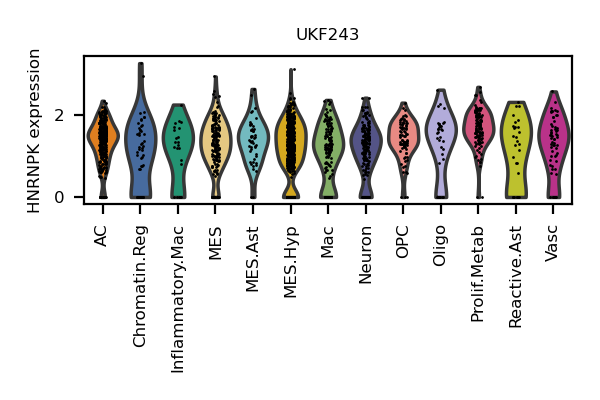 UKF243
HNRNPK expression
2
0
AC
Chromatin.Reg
Inflammatory.Mac
MES
MES.Ast
MES.Hyp
Mac
Neuron
OPC
Oligo
Prolif.Metab
Reactive.Ast
Vasc